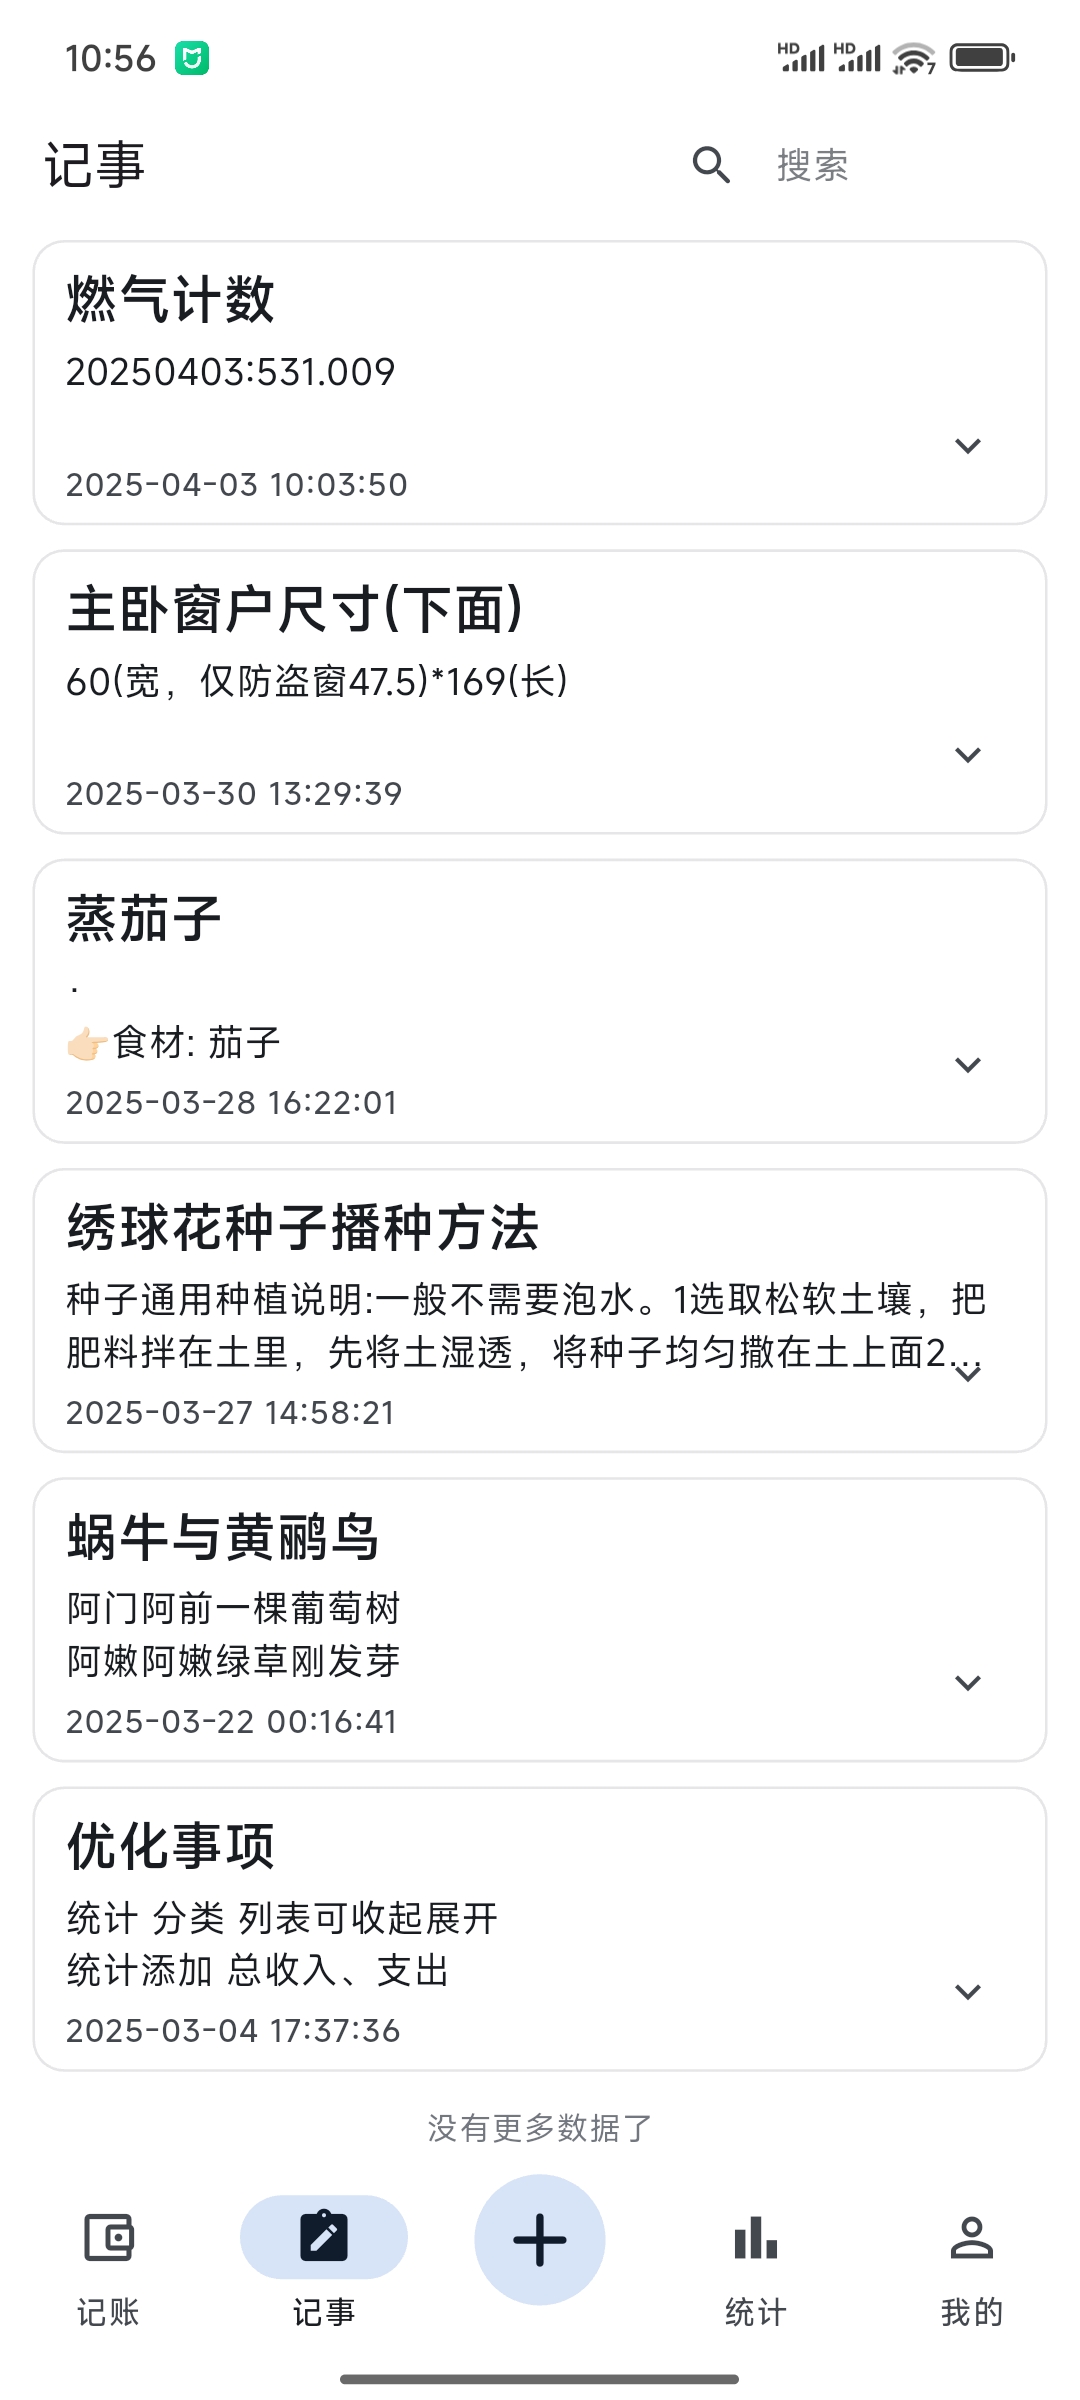 10:56
HD HD 7
记事
搜索
燃气计数
20250403:531.009
2025-04-03 10:03:50
主卧窗户尺寸(下面)
60(宽，仅防盗窗47.5)*169(长)
2025-03-30 13:29:39
蒸茄子
.
👉🏻食材: 茄子
2025-03-28 16:22:01
绣球花种子播种方法
种子通用种植说明:一般不需要泡水。1选取松软土壤，把
肥料拌在土里，先将土湿透，将种子均匀撒在土上面2...
2025-03-27 14:58:21
蜗牛与黄鹂鸟
阿门阿前一棵葡萄树
阿嫩阿嫩绿草刚发芽
2025-03-22 00:16:41
优化事项
统计 分类 列表可收起展开
统计添加 总收入、支出
2025-03-04 17:37:36
没有更多数据了
记账
记事
统计
我的